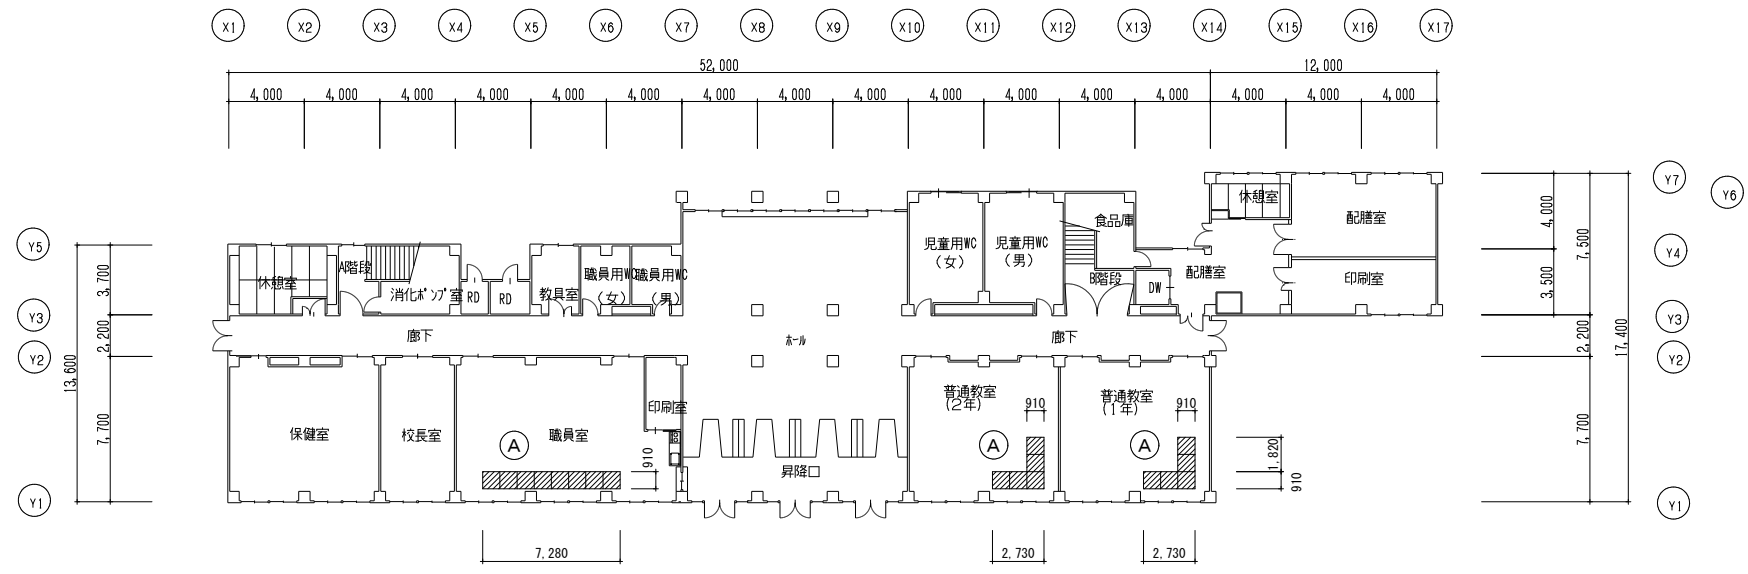 X1 X2 X3 X4 X5 X6 X7 X8 X9 X10 X11 X12 X13 X14 X15 X16 X17
52,000 12,000
4,000 4,000 4,000 4,000 4,000 4,000 4,000 4,000 4,000 4,000 4,000 4,000 4,000 4,000 4,000 4,000
Y7
Y6
休憩室
配膳室
4,000
食品庫
7,500
Y5
児童用WC
(女)
児童用WC
(男)
Y4
休憩室
A階段
職員用WC
(女)
職員用WC
(男)
B階段
配膳室
印刷室
3,700
消化ポンプ室
RD
RD
教具室
DW
3,500
Y3
Y3
廊下
ホール
廊下
2,200
2,200
17,400
Y2
Y2
13,600
普通教室
(2年)
普通教室
(1年)
910
910
印刷室
保健室
校長室
職員室
7,700
7,700
A
A
A
910
1,820
910
昇降口
Y1
Y1
7,280
2,730
2,730